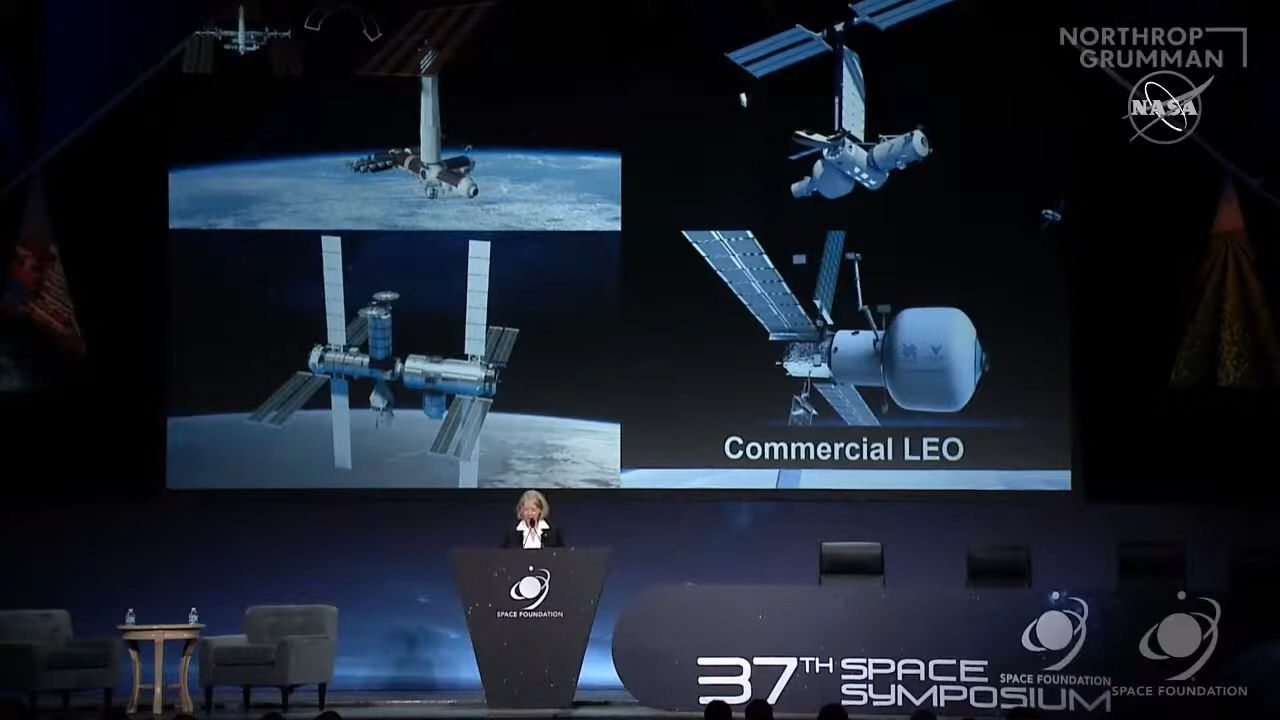 NORTHROP
GRUMMAN
NASA
Commercial LEO
SPACE FOUNDATION
37TH SPACE
SYMPOSIUM
SPACE FOUNDATION
SPACE FOUNDATION